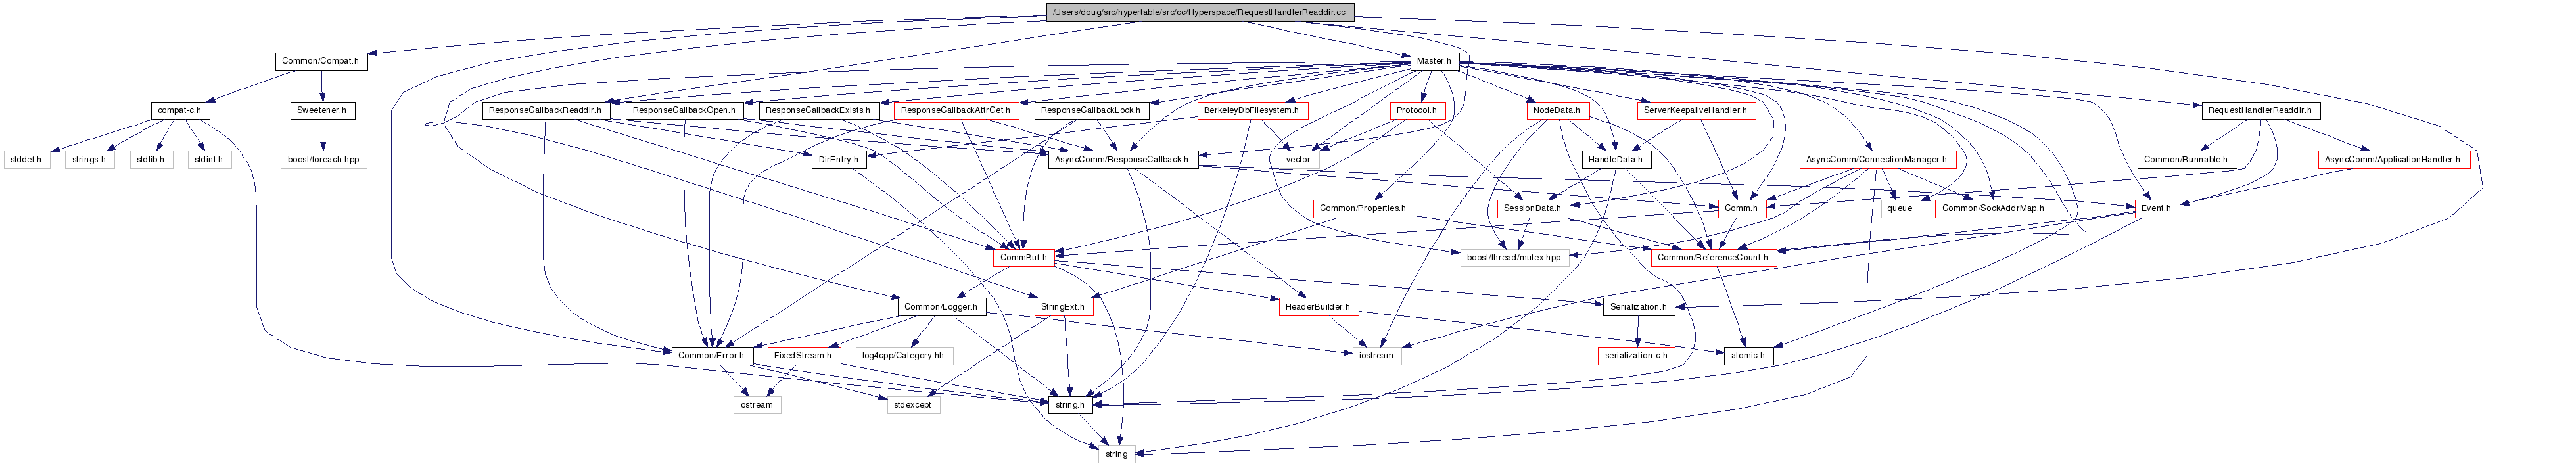 /Users/doug/src/hypertable/src/cc/Hyperspace/RequestHandlerReaddir.cc
Common/Compat.h
Master.h
compat-c.h
Sweetener.h
ResponseCallbackReaddir.h
ResponseCallbackOpen.h
ResponseCallbackExists.h
ResponseCallbackAttrGet.h
ResponseCallbackLock.h
BerkeleyDbFilesystem.h
Protocol.h
NodeData.h
ServerKeepaliveHandler.h
RequestHandlerReaddir.h
stddef.h
strings.h
stdlib.h
stdint.h
boost/foreach.hpp
DirEntry.h
AsyncComm/ResponseCallback.h
vector
HandleData.h
AsyncComm/ConnectionManager.h
Common/Runnable.h
AsyncComm/ApplicationHandler.h
Common/Properties.h
SessionData.h
Comm.h
queue
Common/SockAddrMap.h
Event.h
CommBuf.h
boost/thread/mutex.hpp
Common/ReferenceCount.h
Common/Logger.h
StringExt.h
HeaderBuilder.h
Serialization.h
Common/Error.h
FixedStream.h
log4cpp/Category.hh
iostream
serialization-c.h
atomic.h
ostream
stdexcept
string.h
string